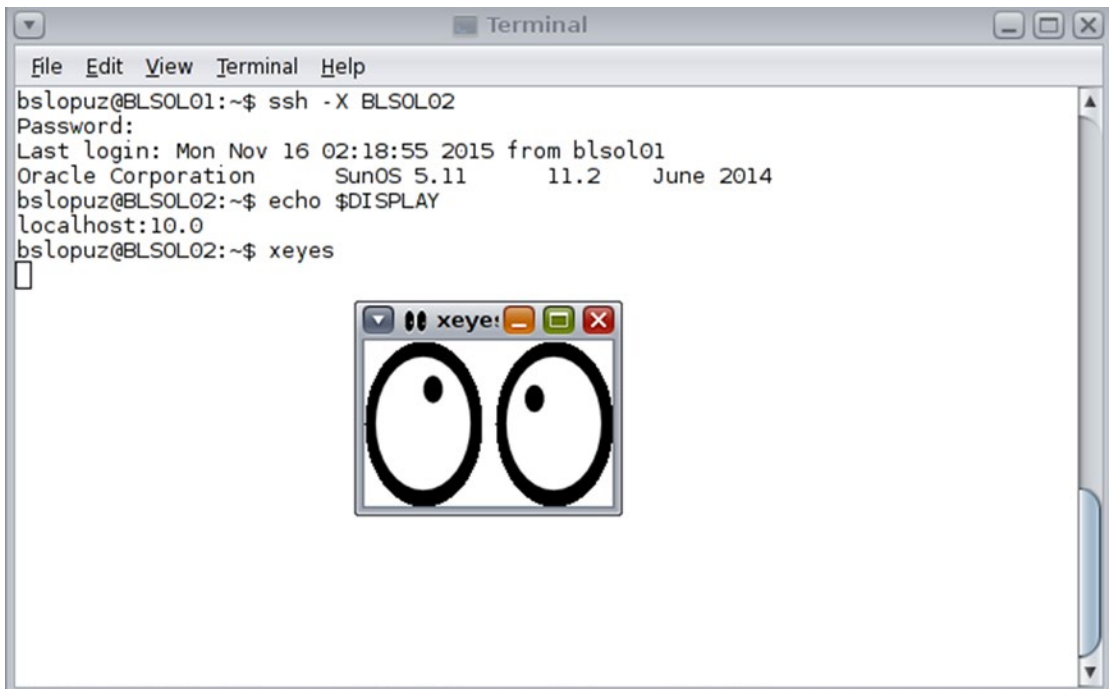 Terminal
File Edit View Terminal Help
bslopuz@BLSOL01:~$ ssh -X BLSOL02
Password:
Last login: Mon Nov 16 02:18:55 2015 from blsol01
Oracle Corporation SunOS 5.11 11.2 June 2014
bslopuz@BLSOL02:~$ echo $DISPLAY
localhost:10.0
bslopuz@BLSOL02:~$ xeyes
xeyes